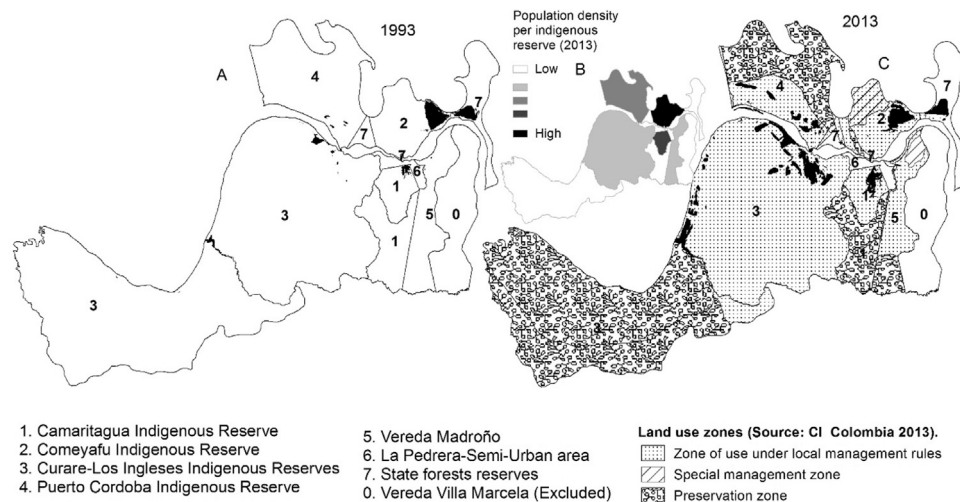 1993
Population density
per indigenous
reserve (2013)
Low
High
2013
A
B
C
4
7
2
7
7
6
1
3
5
0
1
3
4
7
2
7
7
6
3
1
5
0
1
3
1. Camaritagua Indigenous Reserve
2. Comeyafu Indigenous Reserve
3. Curare-Los Ingleses Indigenous Reserves
4. Puerto Cordoba Indigenous Reserve
5. Vereda Madroño
6. La Pedrera-Semi-Urban area
7. State forests reserves
0. Vereda Villa Marcela (Excluded)
Land use zones (Source: CI Colombia 2013).
Zone of use under local management rules
Special management zone
Preservation zone